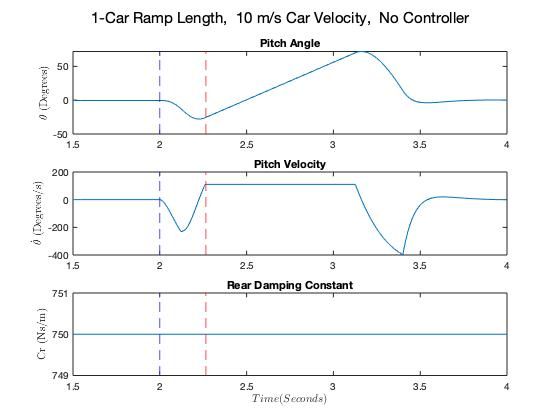 1-Car Ramp Length,  10 m/s Car Velocity,  No Controller
Pitch Angle
θ (Degrees)
50
0
-50
1.5 2 2.5 3 3.5 4
Pitch Velocity
θ̇ (Degrees/s)
200
0
-200
-400
1.5 2 2.5 3 3.5 4
Rear Damping Constant
Cr (Ns/m)
751
750
749
1.5 2 2.5 3 3.5 4
Time(Seconds)